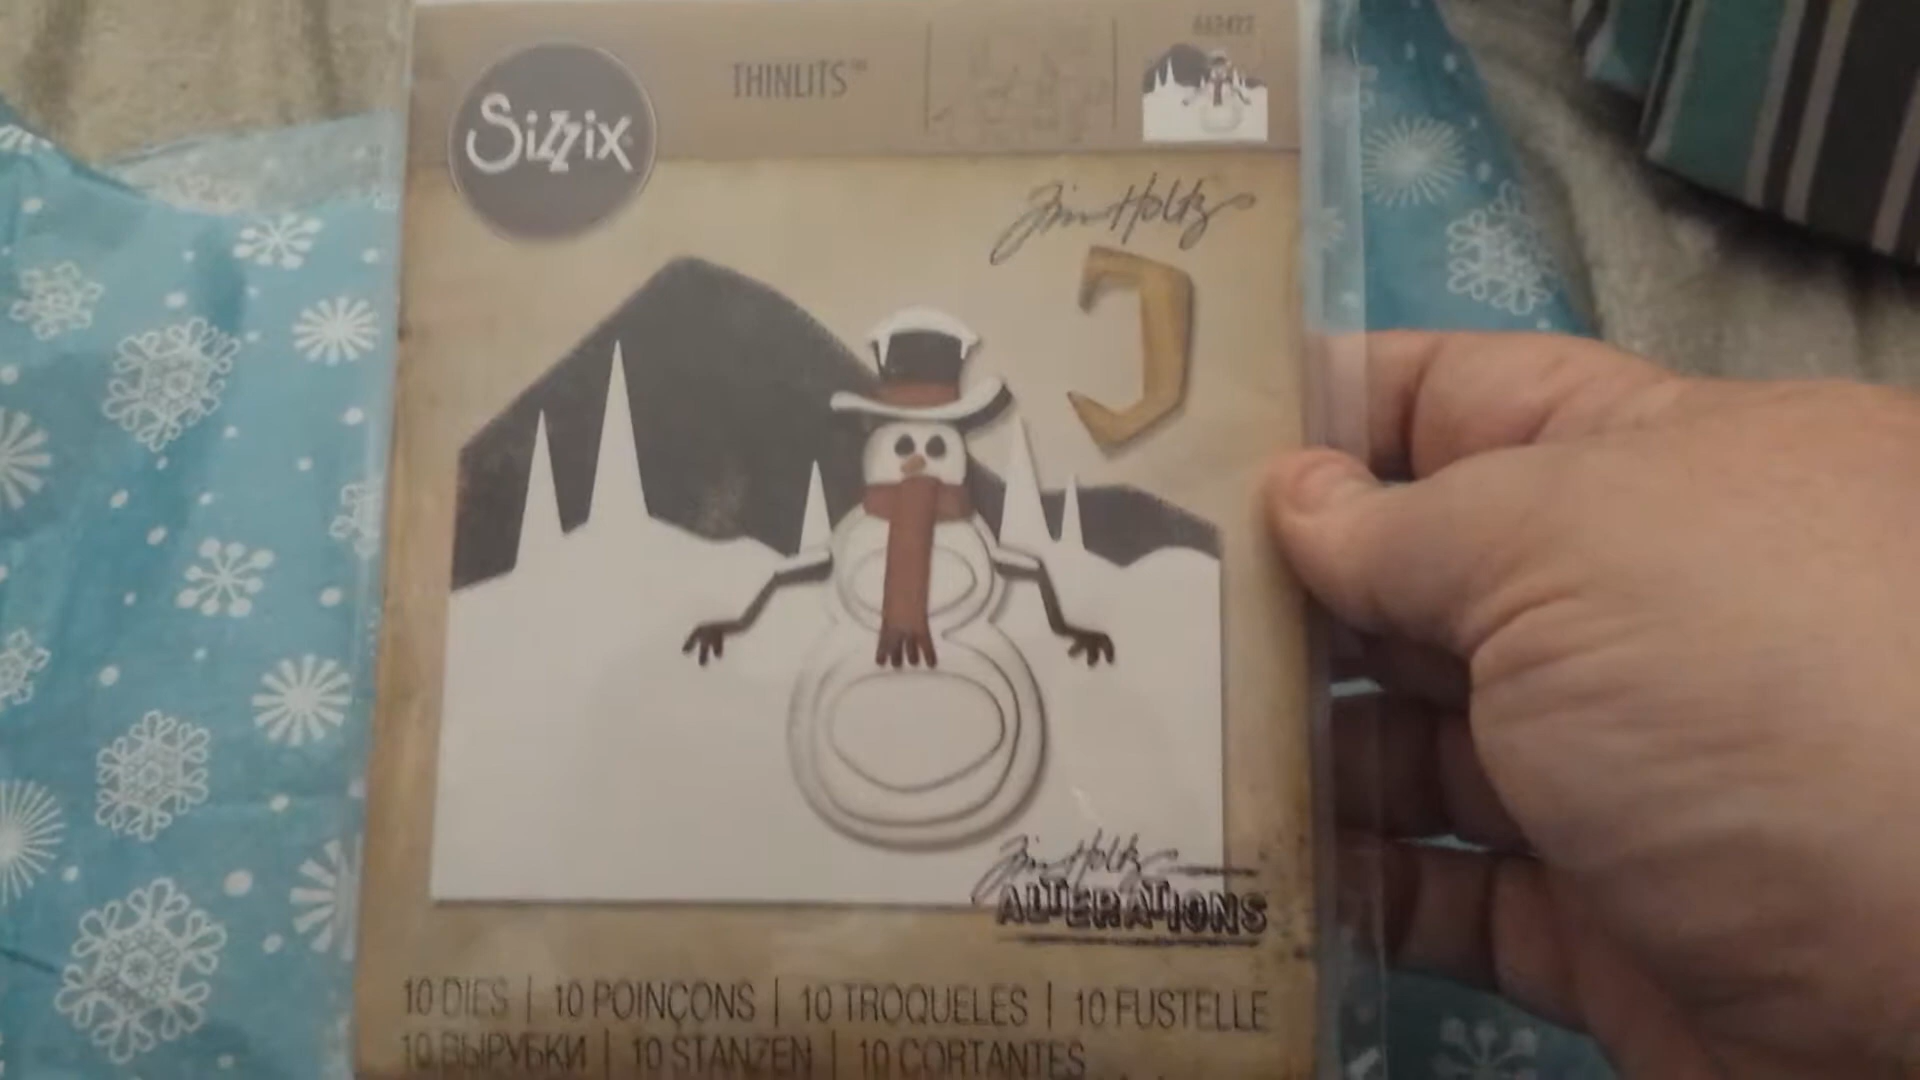 THINLITS™
Sizzix
Tim Holtz
Tim Holtz
ALTERATIONS
10 DIES | 10 POINÇONS | 10 TROQUELES | 10 FUSTELLE
10 ВЫРУБКИ | 10 STANZEN | 10 CORTANTES